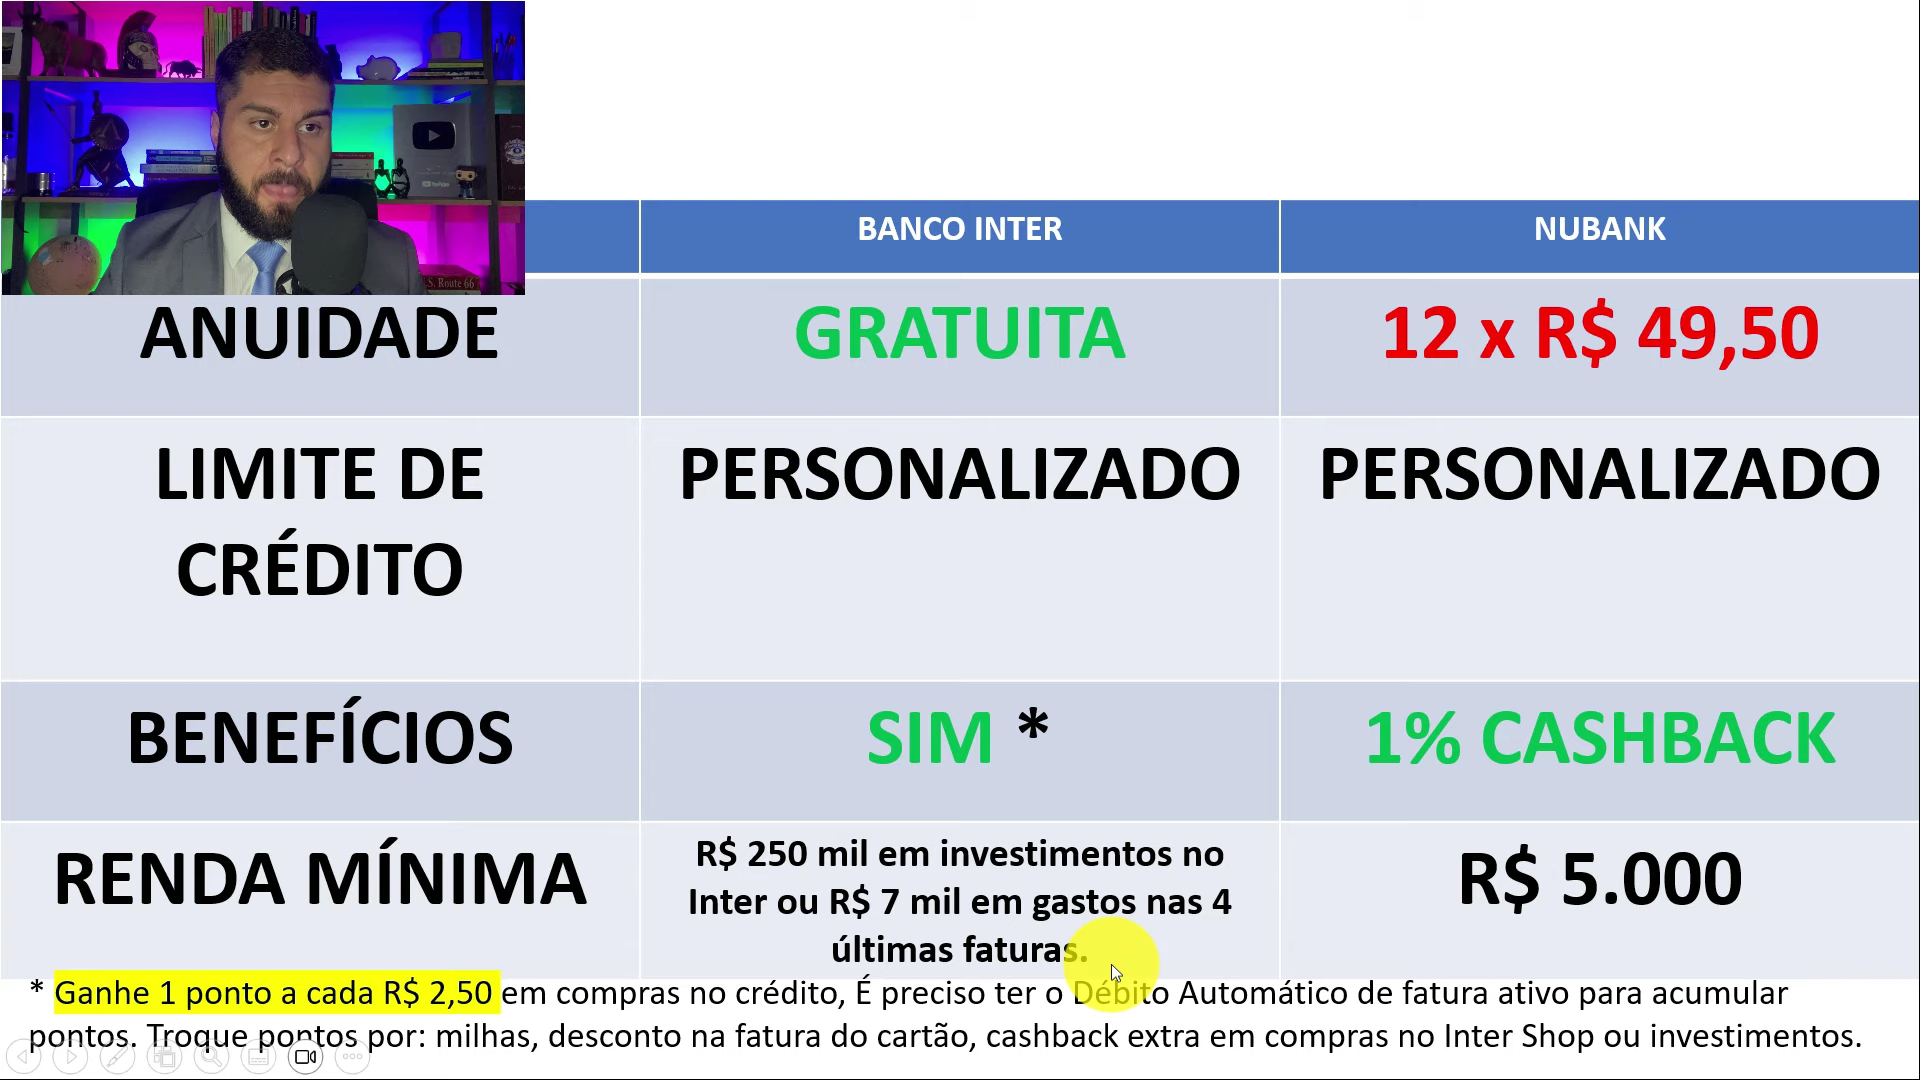 YouTube
U.S. Route 66
BANCO INTER
NUBANK
ANUIDADE
GRATUITA
12 x R$ 49,50
LIMITE DE
CRÉDITO
PERSONALIZADO
PERSONALIZADO
BENEFÍCIOS
SIM *
1% CASHBACK
RENDA MÍNIMA
R$ 250 mil em investimentos no
Inter ou R$ 7 mil em gastos nas 4
últimas faturas.
R$ 5.000
* Ganhe 1 ponto a cada R$ 2,50 em compras no crédito, É preciso ter o Débito Automático de fatura ativo para acumular
pontos. Troque pontos por: milhas, desconto na fatura do cartão, cashback extra em compras no Inter Shop ou investimentos.